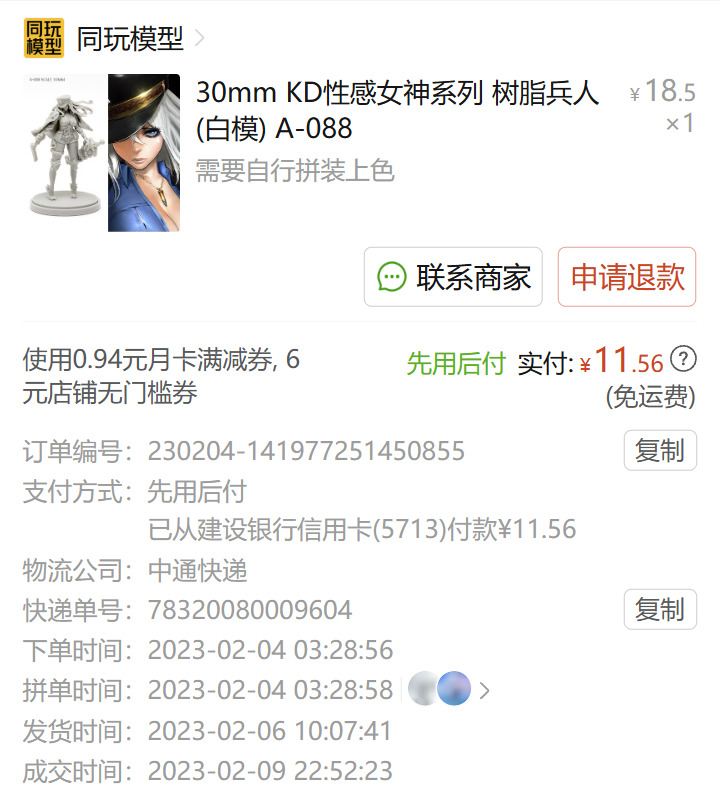 同玩模型
同玩模型
30mm KD性感女神系列 树脂兵人
(白模) A-088
¥18.5
×1
需要自行拼装上色
联系商家
申请退款
使用0.94元月卡满减券, 6
元店铺无门槛券
先用后付 实付: ¥11.56 ?
(免运费)
订单编号： 230204-141977251450855 复制
支付方式： 先用后付
已从建设银行信用卡(5713)付款¥11.56
物流公司： 中通快递
快递单号： 78320080009604 复制
下单时间： 2023-02-04 03:28:56
拼单时间： 2023-02-04 03:28:58
发货时间： 2023-02-06 10:07:41
成交时间： 2023-02-09 22:52:23